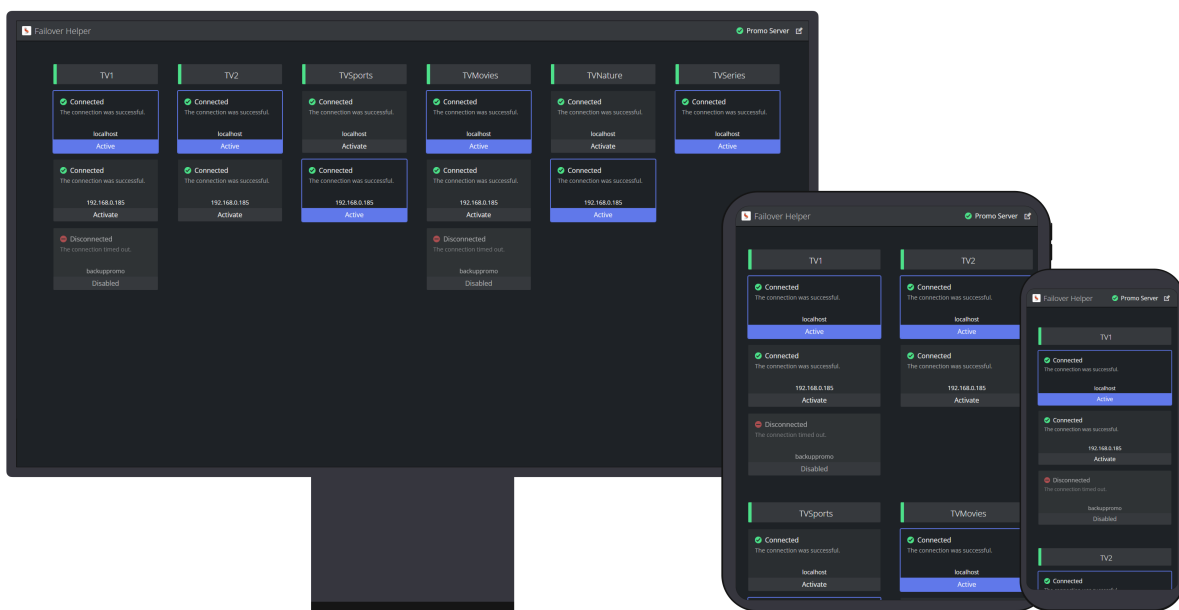 Failover Helper
Promo Server
TV1
TV2
TVSports
TVMovies
TVNature
TVSeries
Connected
The connection was successful.
localhost
Active
Connected
The connection was successful.
localhost
Active
Connected
The connection was successful.
localhost
Activate
Connected
The connection was successful.
localhost
Active
Connected
The connection was successful.
localhost
Activate
Connected
The connection was successful.
localhost
Active
Connected
The connection was successful.
192.168.0.185
Activate
Connected
The connection was successful.
192.168.0.185
Activate
Connected
The connection was successful.
192.168.0.185
Active
Connected
The connection was successful.
192.168.0.185
Activate
Connected
The connection was successful.
192.168.0.185
Active
Disconnected
The connection timed out.
backuppromo
Disabled
Disconnected
The connection timed out.
backuppromo
Disabled
Failover Helper
Promo Server
TV1
TV2
Connected
The connection was successful.
localhost
Active
Connected
The connection was successful.
localhost
Active
Connected
The connection was successful.
192.168.0.185
Activate
Connected
The connection was successful.
192.168.0.185
Activate
Disconnected
The connection timed out.
backuppromo
Disabled
TVSports
TVMovies
Connected
The connection was successful.
localhost
Activate
Connected
The connection was successful.
localhost
Active
Failover Helper
Promo Server
TV1
Connected
The connection was successful.
localhost
Active
Connected
The connection was successful.
192.168.0.185
Activate
Disconnected
The connection timed out.
backuppromo
Disabled
TV2
Connected